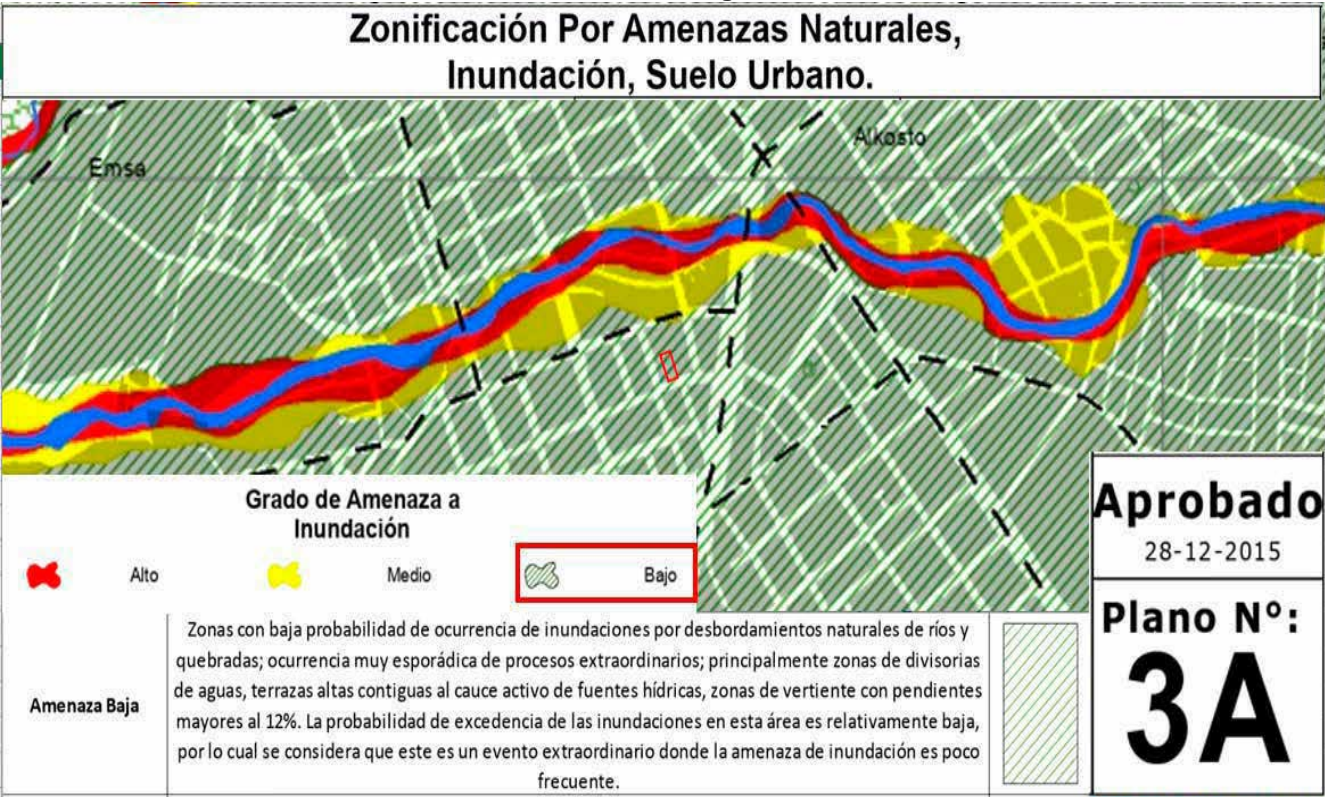 Zonificación Por Amenazas Naturales,
Inundación, Suelo Urbano.
Alkosto
Emsa
Grado de Amenaza a
Inundación
Alto
Medio
Bajo
Aprobado
28-12-2015
Plano N°:
3A
Amenaza Baja
Zonas con baja probabilidad de ocurrencia de inundaciones por desbordamientos naturales de ríos y
quebradas; ocurrencia muy esporádica de procesos extraordinarios; principalmente zonas de divisorias
de aguas, terrazas altas contiguas al cauce activo de fuentes hídricas, zonas de vertiente con pendientes
mayores al 12%. La probabilidad de excedencia de las inundaciones en esta área es relativamente baja,
por lo cual se considera que este es un evento extraordinario donde la amenaza de inundación es poco
frecuente.